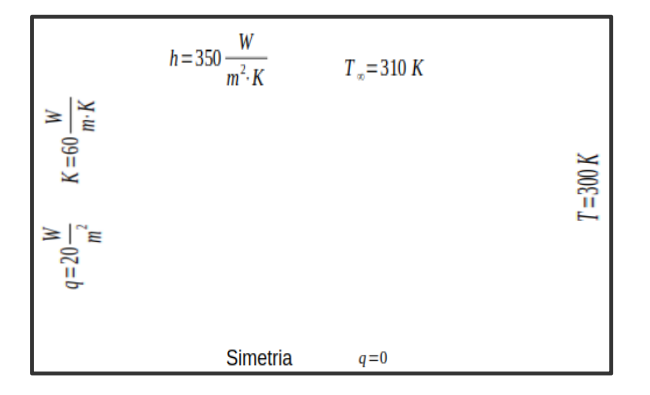 h=350 W/m²·K
T∞=310 K
K=60 W/m·K
q=20 W/m²
T=300 K
Simetria q=0